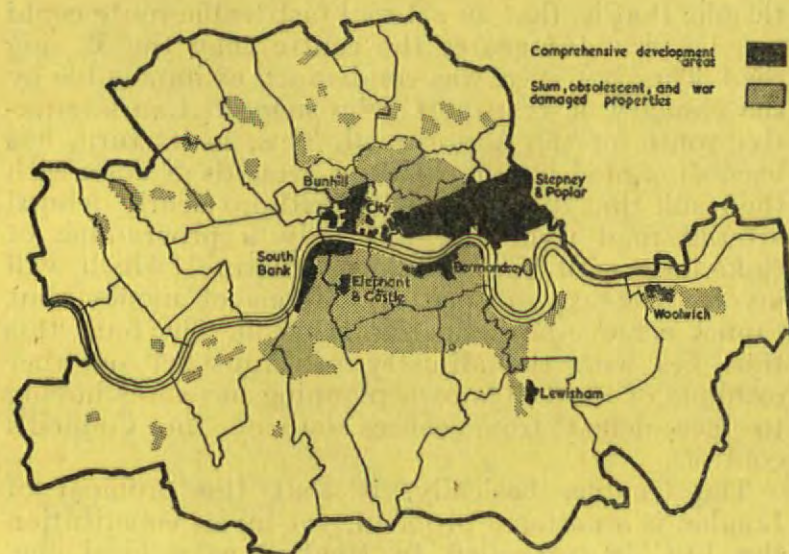 Comprehensive development
areas
Slum, obsolescent, and war
damaged properties
Stepney
& Poplar
Bunhill
City
South
Bank
Elephant
& Castle
Bermondsey
Woolwich
Lewisham